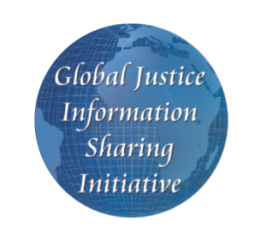 Global Justice
Information
Sharing
Initiative